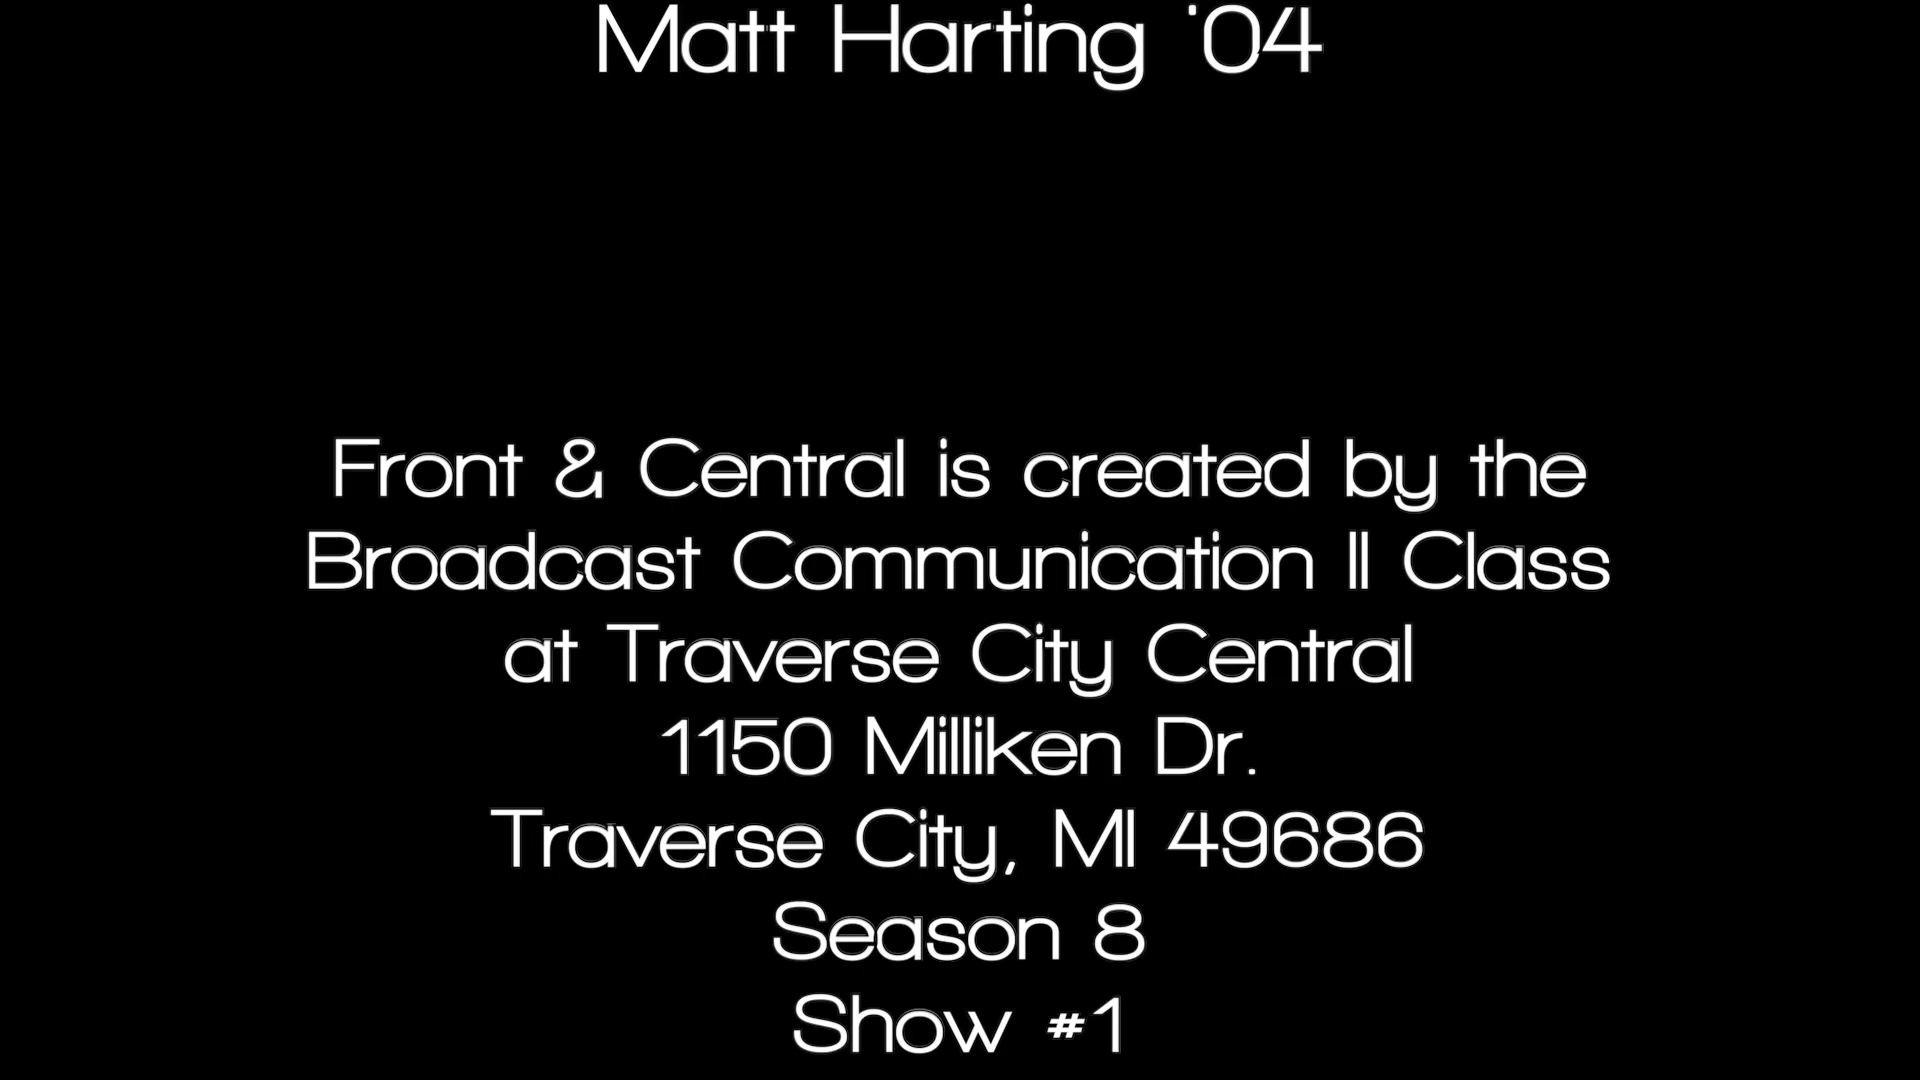 Matt Harting '04
Front & Central is created by the
Broadcast Communication II Class
at Traverse City Central
1150 Milliken Dr.
Traverse City, MI 49686
Season 8
Show #1